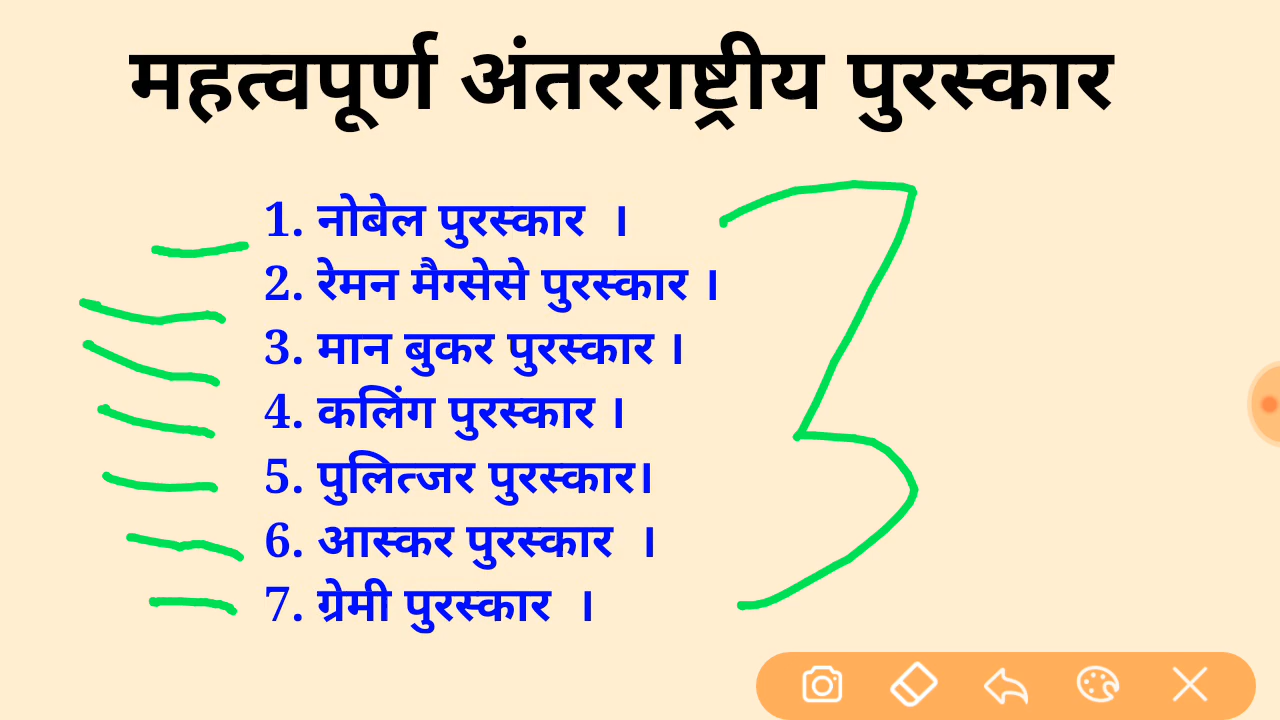 महत्वपूर्ण अंतरराष्ट्रीय पुरस्कार
1. नोबेल पुरस्कार ।
2. रेमन मैग्सेसे पुरस्कार ।
3. मान बुकर पुरस्कार ।
4. कलिंग पुरस्कार ।
5. पुलित्जर पुरस्कार।
6. आस्कर पुरस्कार ।
7. ग्रेमी पुरस्कार ।